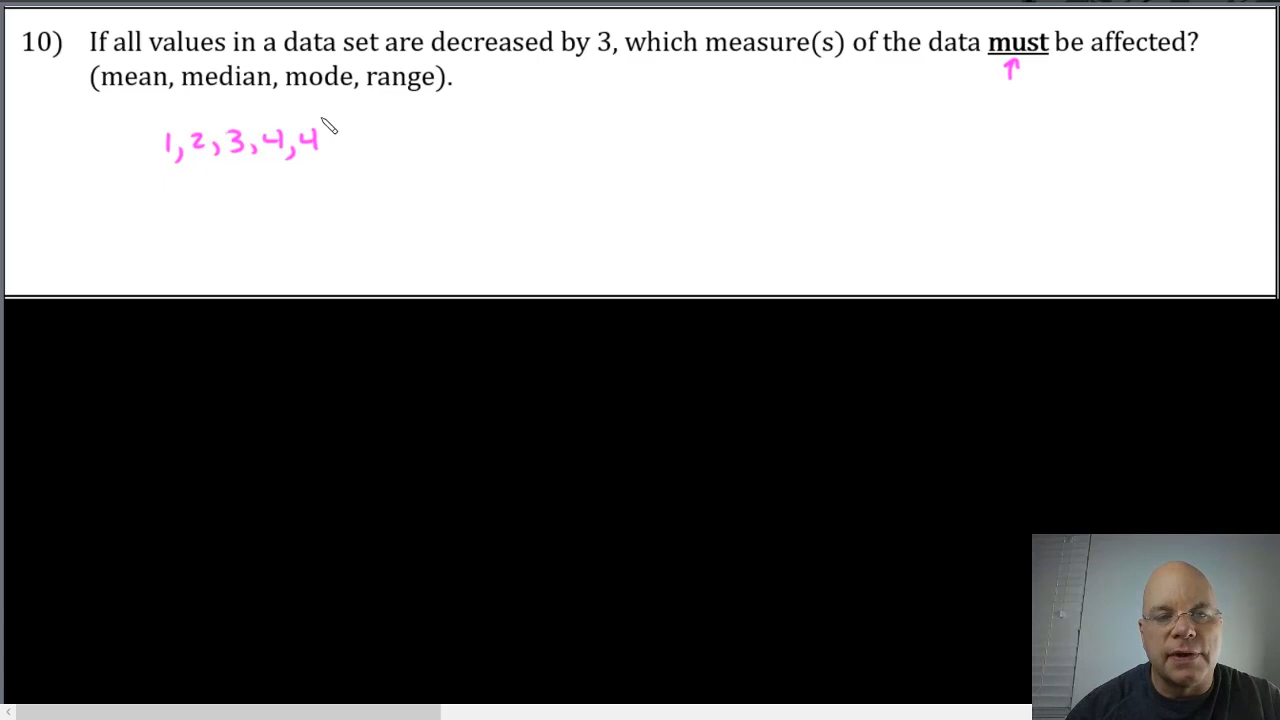 10) If all values in a data set are decreased by 3, which measure(s) of the data must be affected?
(mean, median, mode, range).
1, 2, 3, 4, 4